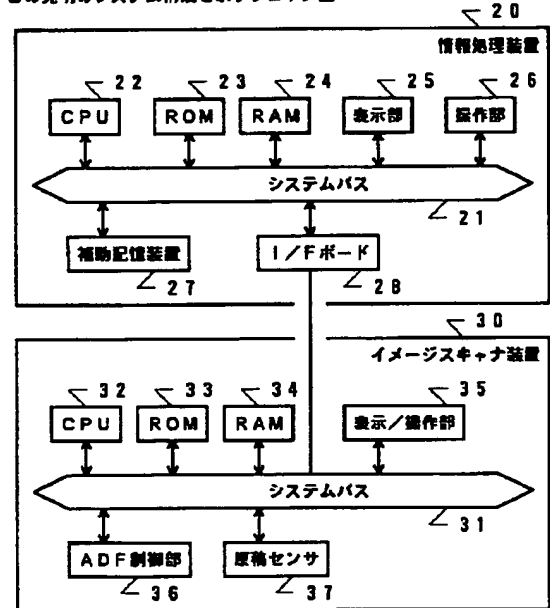 20
情報処理装置
22 23 24 25 26
CPU ROM RAM 表示部 操作部
システムバス
21
補助記憶装置 I/Fボード
27 28
30
イメージスキャナ装置
32 33 34 35
CPU ROM RAM 表示/操作部
システムバス
31
ADF制御部 原稿センサ
36 37